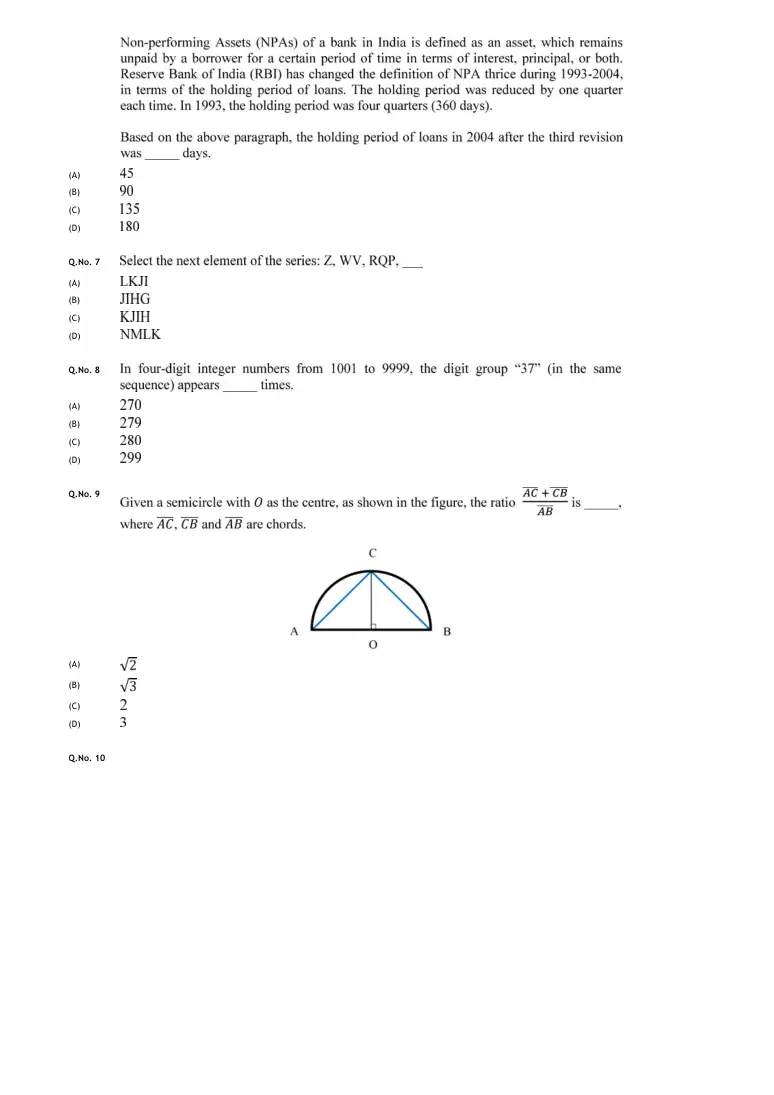 Non-performing Assets (NPAs) of a bank in India is defined as an asset, which remains
unpaid by a borrower for a certain period of time in terms of interest, principal, or both.
Reserve Bank of India (RBI) has changed the definition of NPA thrice during 1993-2004,
in terms of the holding period of loans. The holding period was reduced by one quarter
each time. In 1993, the holding period was four quarters (360 days).
Based on the above paragraph, the holding period of loans in 2004 after the third revision
was _____ days.
(A) 45
(B) 90
(C) 135
(D) 180
Q.No. 7 Select the next element of the series: Z, WV, RQP, ___
(A) LKJI
(B) JIHG
(C) KJIH
(D) NMLK
Q.No. 8 In four-digit integer numbers from 1001 to 9999, the digit group “37” (in the same
sequence) appears _____ times.
(A) 270
(B) 279
(C) 280
(D) 299
Q.No. 9 Given a semicircle with O as the centre, as shown in the figure, the ratio (A̅C̅ + C̅B̅)/A̅B̅ is _____,
where A̅C̅, C̅B̅ and A̅B̅ are chords.
C
A B
O
(A) √2
(B) √3
(C) 2
(D) 3
Q.No. 10